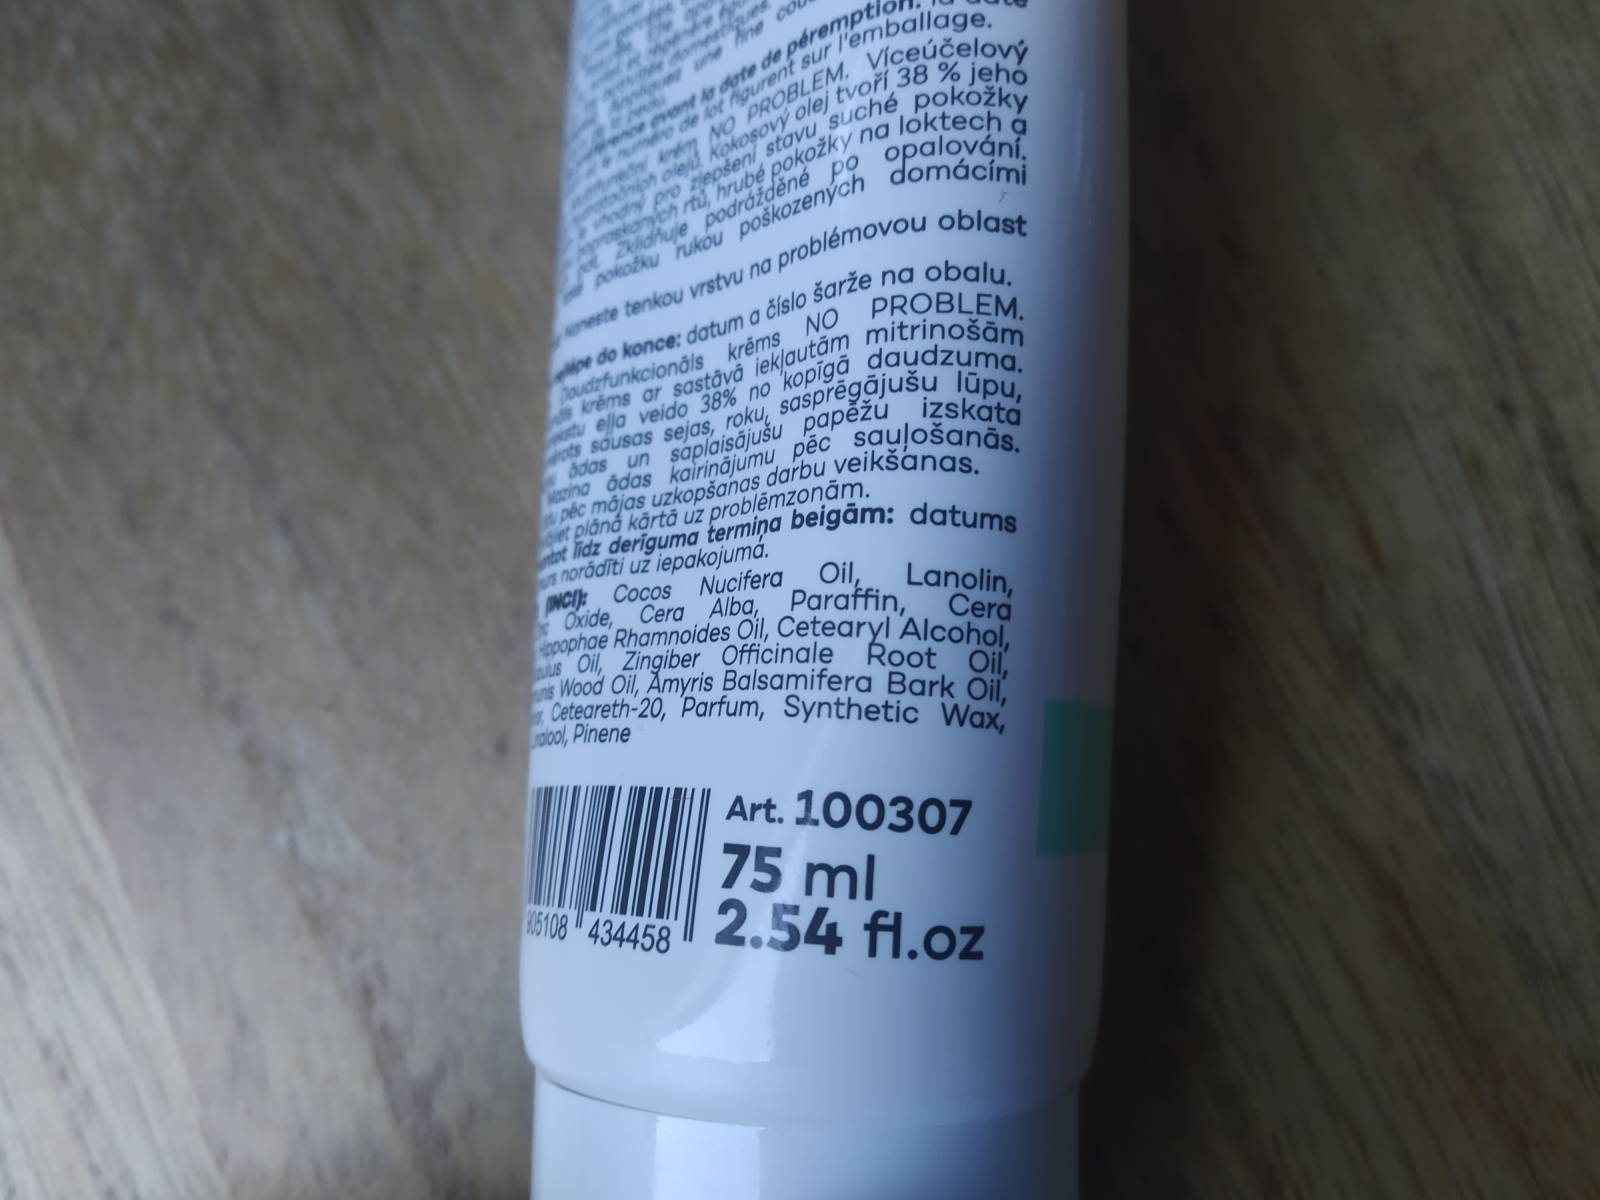 une fine
avant la date de péremption: la date
numéro de lot figurent sur l'emballage.
krém NO PROBLEM. Víceúčelový
olejů. Kokosový olej tvoří 38 % jeho
vhodný pro zlepšení stavu suché pokožky
popraskaných rtů, hrubé pokožky na loktech a
pat. Zklidňuje podrážděné po opalování.
pokožku rukou poškozených domácími
Naneste tenkou vrstvu na problémovou oblast
do konce: datum a číslo šarže na obalu.
Daudzfunkcionāls krēms NO PROBLEM.
krēms ar sastāvā iekļautām mitrinošām
eļļa veido 38% no kopīgā daudzuma.
sausas sejas, roku, sasprēgājušu lūpu,
ādas un saplaisājušu papēžu izskata
Mazina ādas kairinājumu pēc sauļošanās.
pēc mājas uzkopšanas darbu veikšanas.
plānā kārtā uz problēmzonām.
līdz derīguma termiņa beigām: datums
norādīti uz iepakojuma.
(INCI): Cocos Nucifera Oil, Lanolin,
Oxide, Cera Alba, Paraffin, Cera
Hippophae Rhamnoides Oil, Cetearyl Alcohol,
Oil, Zingiber Officinale Root Oil,
Wood Oil, Amyris Balsamifera Bark Oil,
Ceteareth-20, Parfum, Synthetic Wax,
Linalool, Pinene
Art. 100307
75 ml
2.54 fl.oz
905108 434458